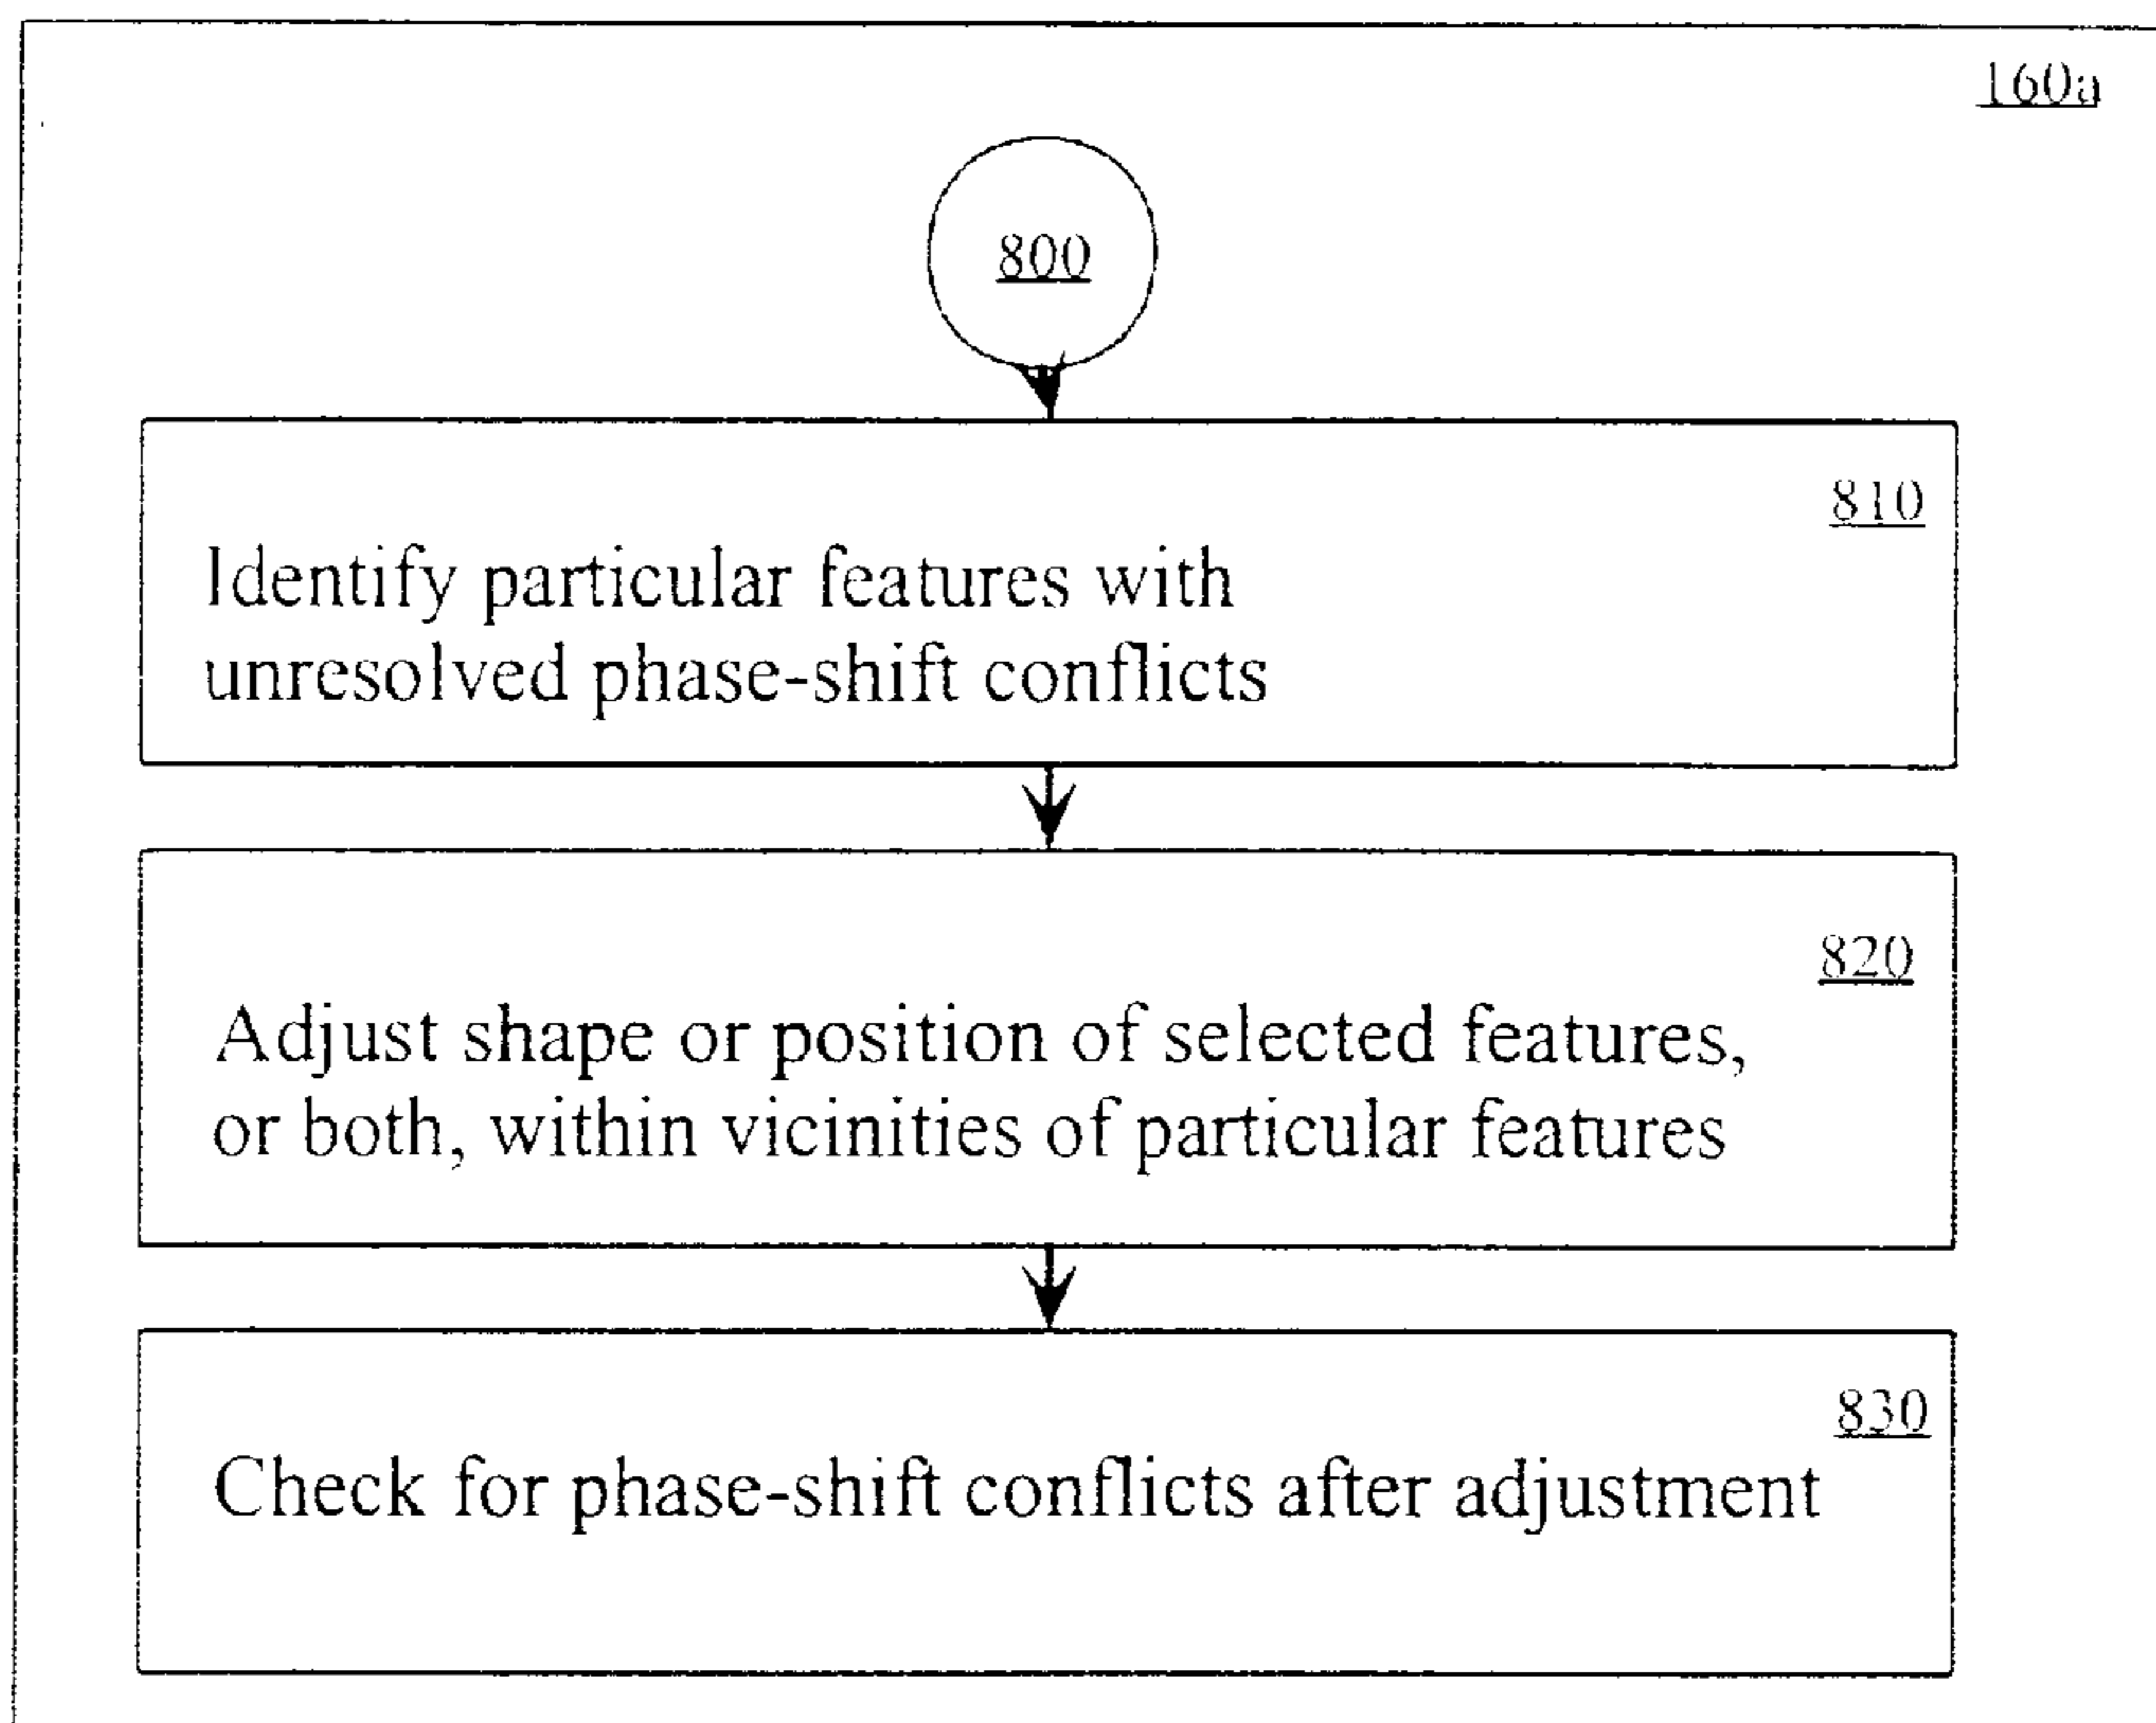 160a
800
810
Identify particular features with
unresolved phase-shift conflicts
820
Adjust shape or position of selected features,
or both, within vicinities of particular features
830
Check for phase-shift conflicts after adjustment